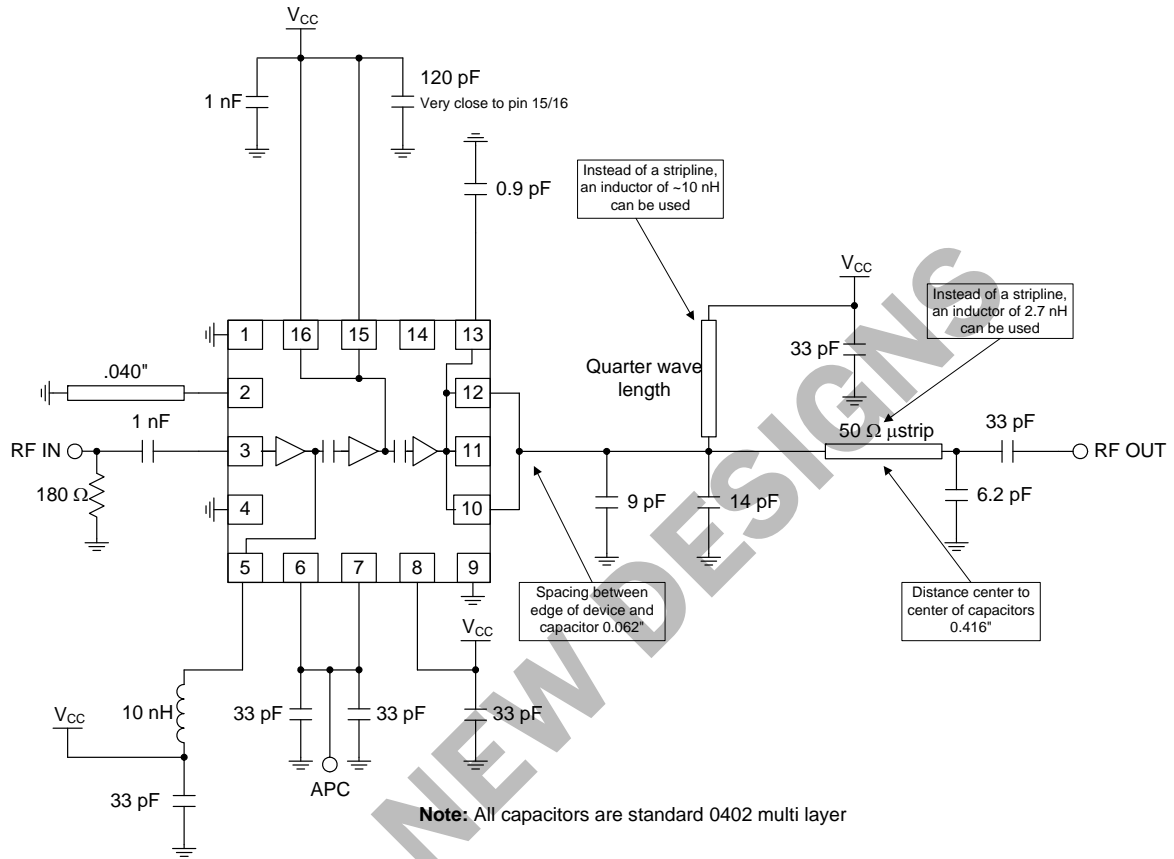 VCC
1 nF
120 pF
Very close to pin 15/16
0.9 pF
Instead of a stripline,
an inductor of ~10 nH
can be used
VCC
Instead of a stripline,
an inductor of 2.7 nH
can be used
33 pF
Quarter wave
length
1
16
15
14
13
.040"
2
12
1 nF
RF IN
3
11
50 Ω µstrip
33 pF
RF OUT
180 Ω
4
10
9 pF
14 pF
6.2 pF
5
6
7
8
9
Spacing between
edge of device and
capacitor 0.062"
Distance center to
center of capacitors
0.416"
VCC
10 nH
VCC
33 pF
33 pF
33 pF
APC
33 pF
Note: All capacitors are standard 0402 multi layer
NEW DESIGNS